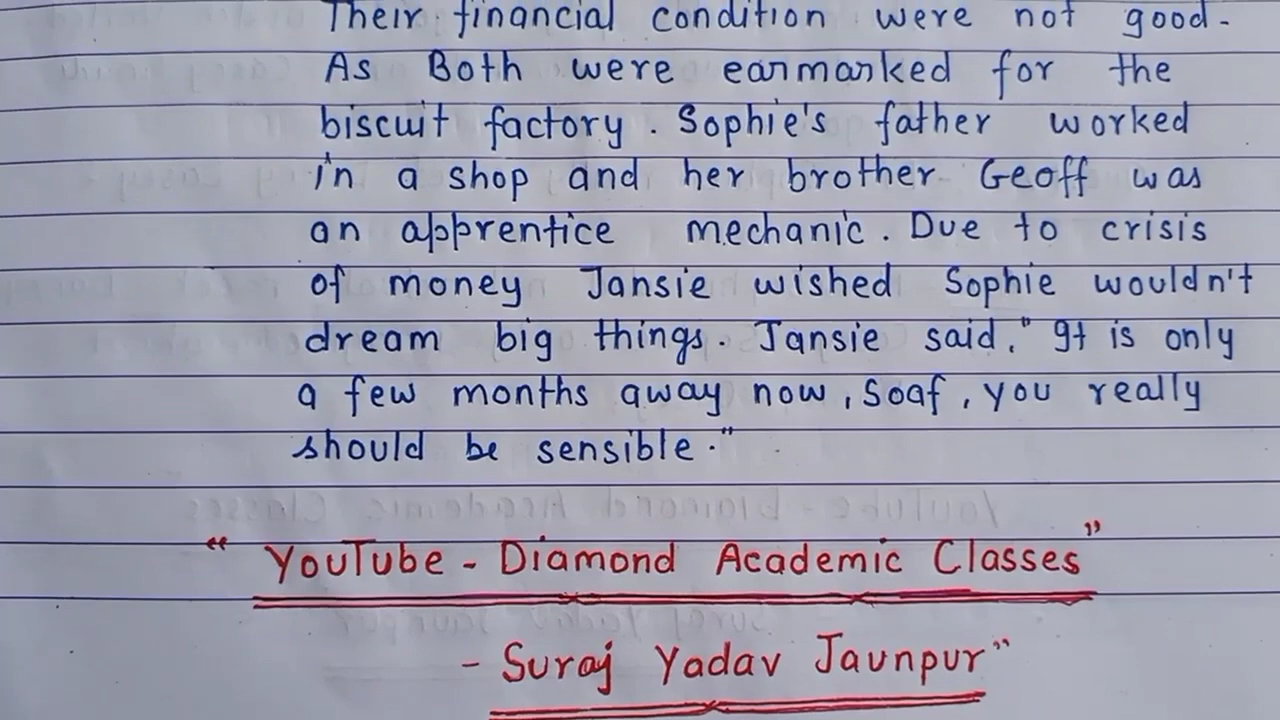 Their financial condition were not good-
As Both were earmarked for the
biscuit factory. Sophie's father worked
in a shop and her brother Geoff was
an apprentice mechanic. Due to crisis
of money Jansie wished Sophie wouldn't
dream big things. Jansie said," It is only
a few months away now, Soaf, you really
should be sensible."
"YouTube - Diamond Academic Classes"
- Suraj Yadav Jaunpur"